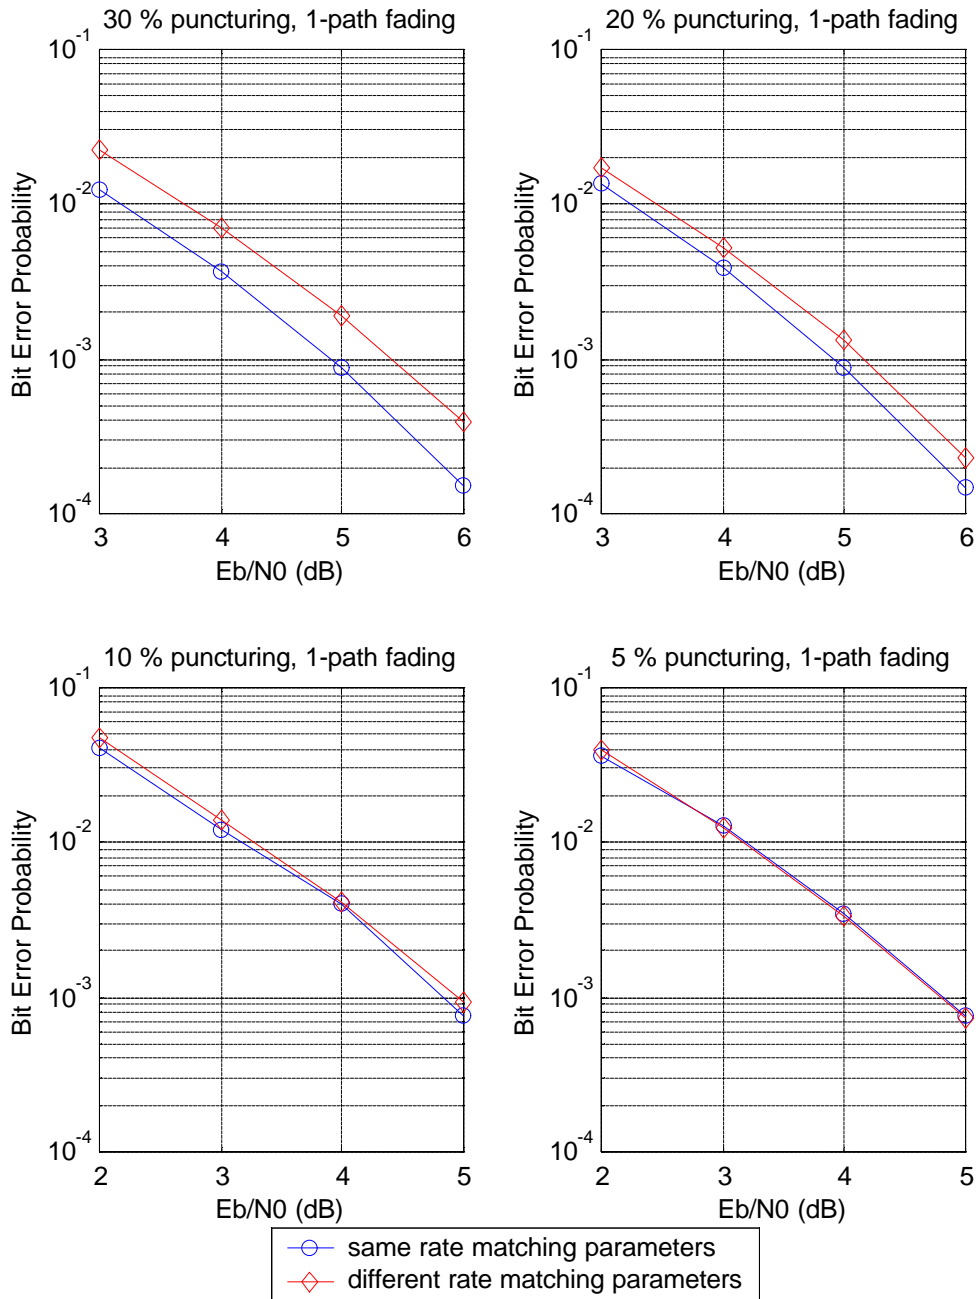 30 % puncturing, 1-path fading
10^-1
10^-2
10^-3
10^-4
Bit Error Probability
3 4 5 6
Eb/N0 (dB)
20 % puncturing, 1-path fading
10^-1
10^-2
10^-3
10^-4
Bit Error Probability
3 4 5 6
Eb/N0 (dB)
10 % puncturing, 1-path fading
10^-1
10^-2
10^-3
10^-4
Bit Error Probability
2 3 4 5
Eb/N0 (dB)
5 % puncturing, 1-path fading
10^-1
10^-2
10^-3
10^-4
Bit Error Probability
2 3 4 5
Eb/N0 (dB)
same rate matching parameters
different rate matching parameters